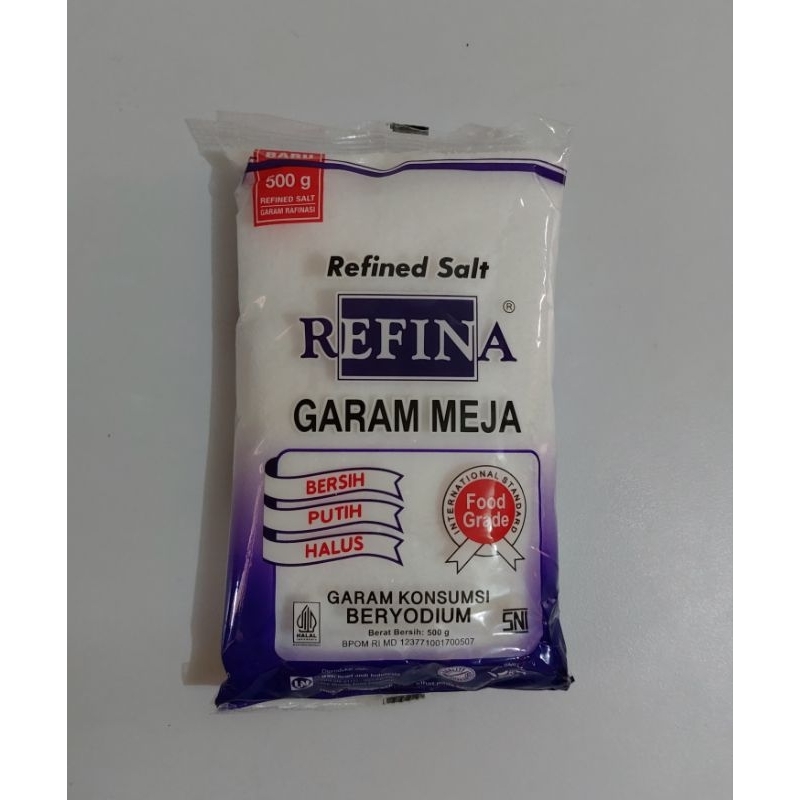 BARU
500 g
REFINED SALT
GARAM RAFINASI
Refined Salt
REFINA®
GARAM MEJA
BERSIH
PUTIH
HALUS
INTERNATIONAL STANDARD
Food
Grade
GARAM KONSUMSI
BERYODIUM
Berat Bersih: 500 g
BPOM RI MD 123771001700507
HALAL
SNI